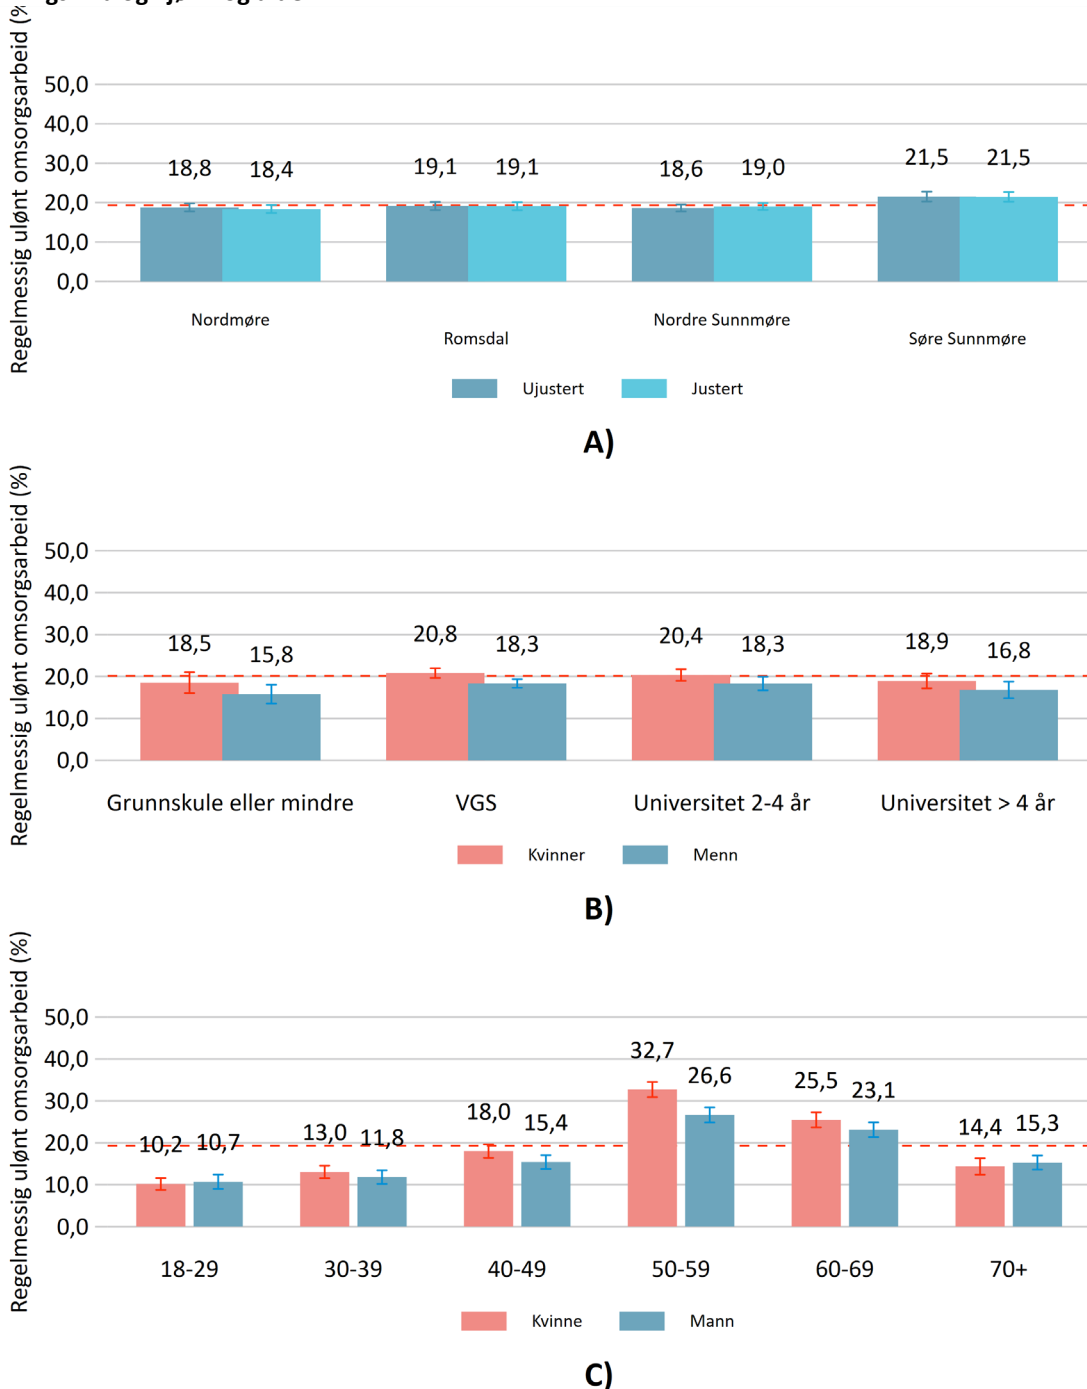 Regelmessig ulønt omsorgsarbeid (%
50,0
40,0
30,0
20,0
10,0
0,0
18,8
18,4
19,1
19,1
18,6
19,0
21,5
21,5
Nordmøre
Romsdal
Nordre Sunnmøre
Søre Sunnmøre
Ujustert
Justert
A)
Regelmessig ulønt omsorgsarbeid (%)
50,0
40,0
30,0
20,0
10,0
0,0
18,5
15,8
20,8
18,3
20,4
18,3
18,9
16,8
Grunnskule eller mindre
VGS
Universitet 2-4 år
Universitet > 4 år
Kvinner
Menn
B)
Regelmessig ulønt omsorgsarbeid (%)
50,0
40,0
30,0
20,0
10,0
0,0
10,2
10,7
13,0
11,8
18,0
15,4
32,7
26,6
25,5
23,1
14,4
15,3
18-29
30-39
40-49
50-59
60-69
70+
Kvinne
Mann
C)